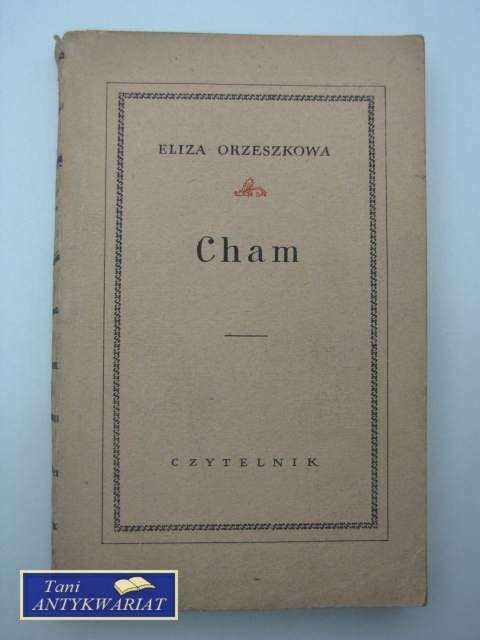 ELIZA ORZESZKOWA
Cham
CZYTELNIK
Tani
ANTYKWARIAT